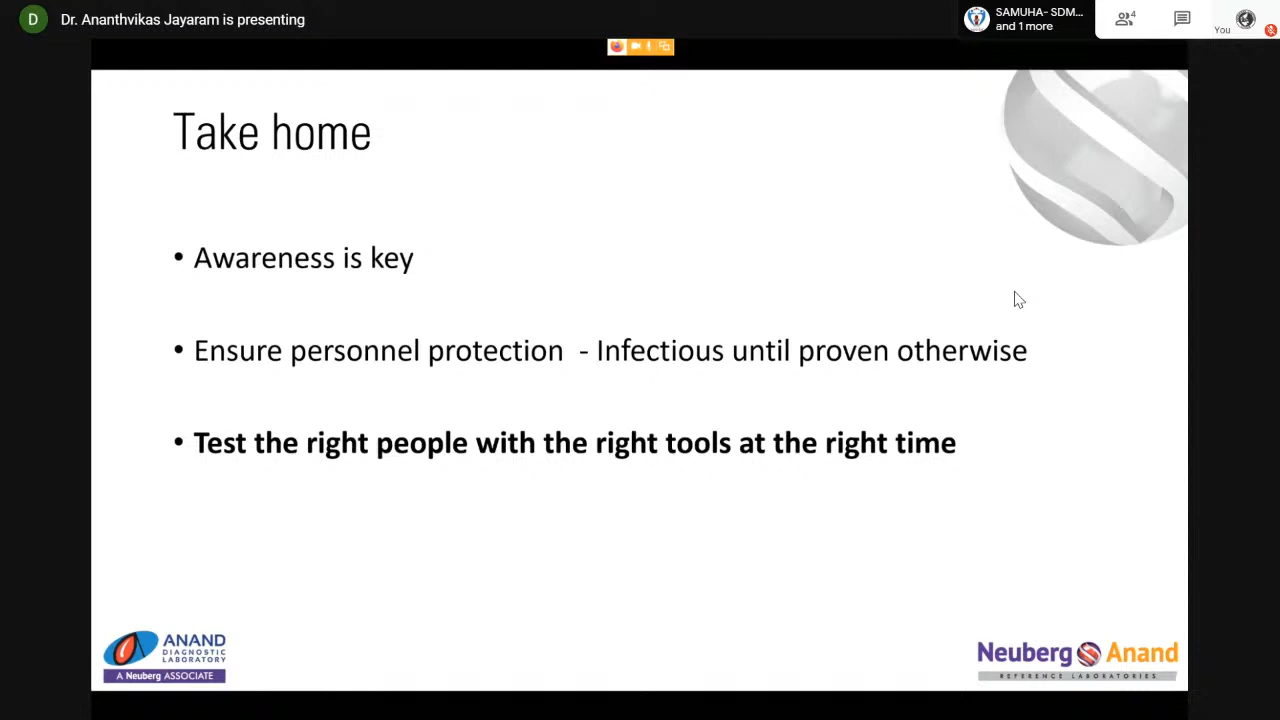 D
Dr. Ananthvikas Jayaram is presenting
SAMUHA- SDM...
and 1 more
4
You
Take home
• Awareness is key
• Ensure personnel protection - Infectious until proven otherwise
• Test the right people with the right tools at the right time
ANAND
DIAGNOSTIC
LABORATORY
A Neuberg ASSOCIATE
Neuberg Anand
REFERENCE LABORATORIES